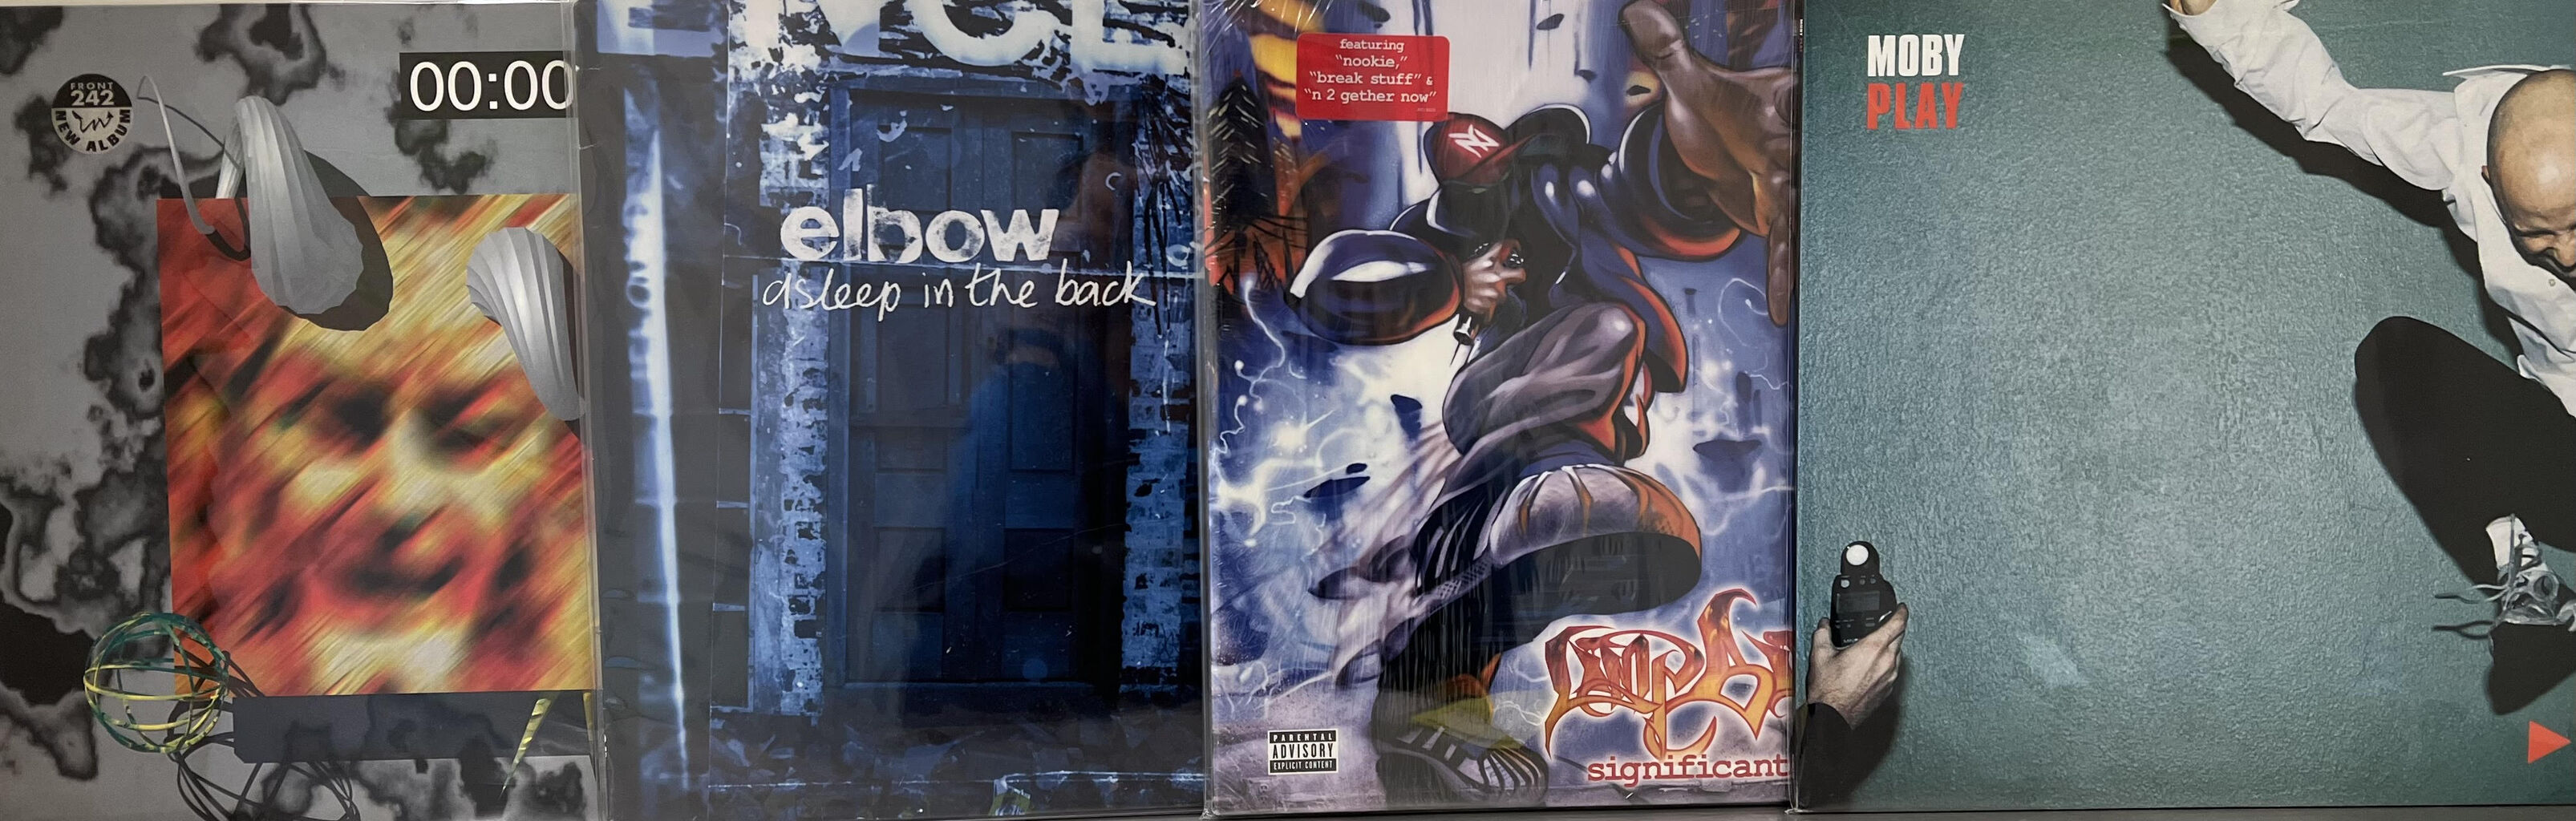 FRONT
242
NEW ALBUM
00:00
elbow
asleep in the back
featuring
"nookie,"
"break stuff" &
"n 2 gether now"
NY
significant
PARENTAL
ADVISORY
EXPLICIT CONTENT
MOBY
PLAY